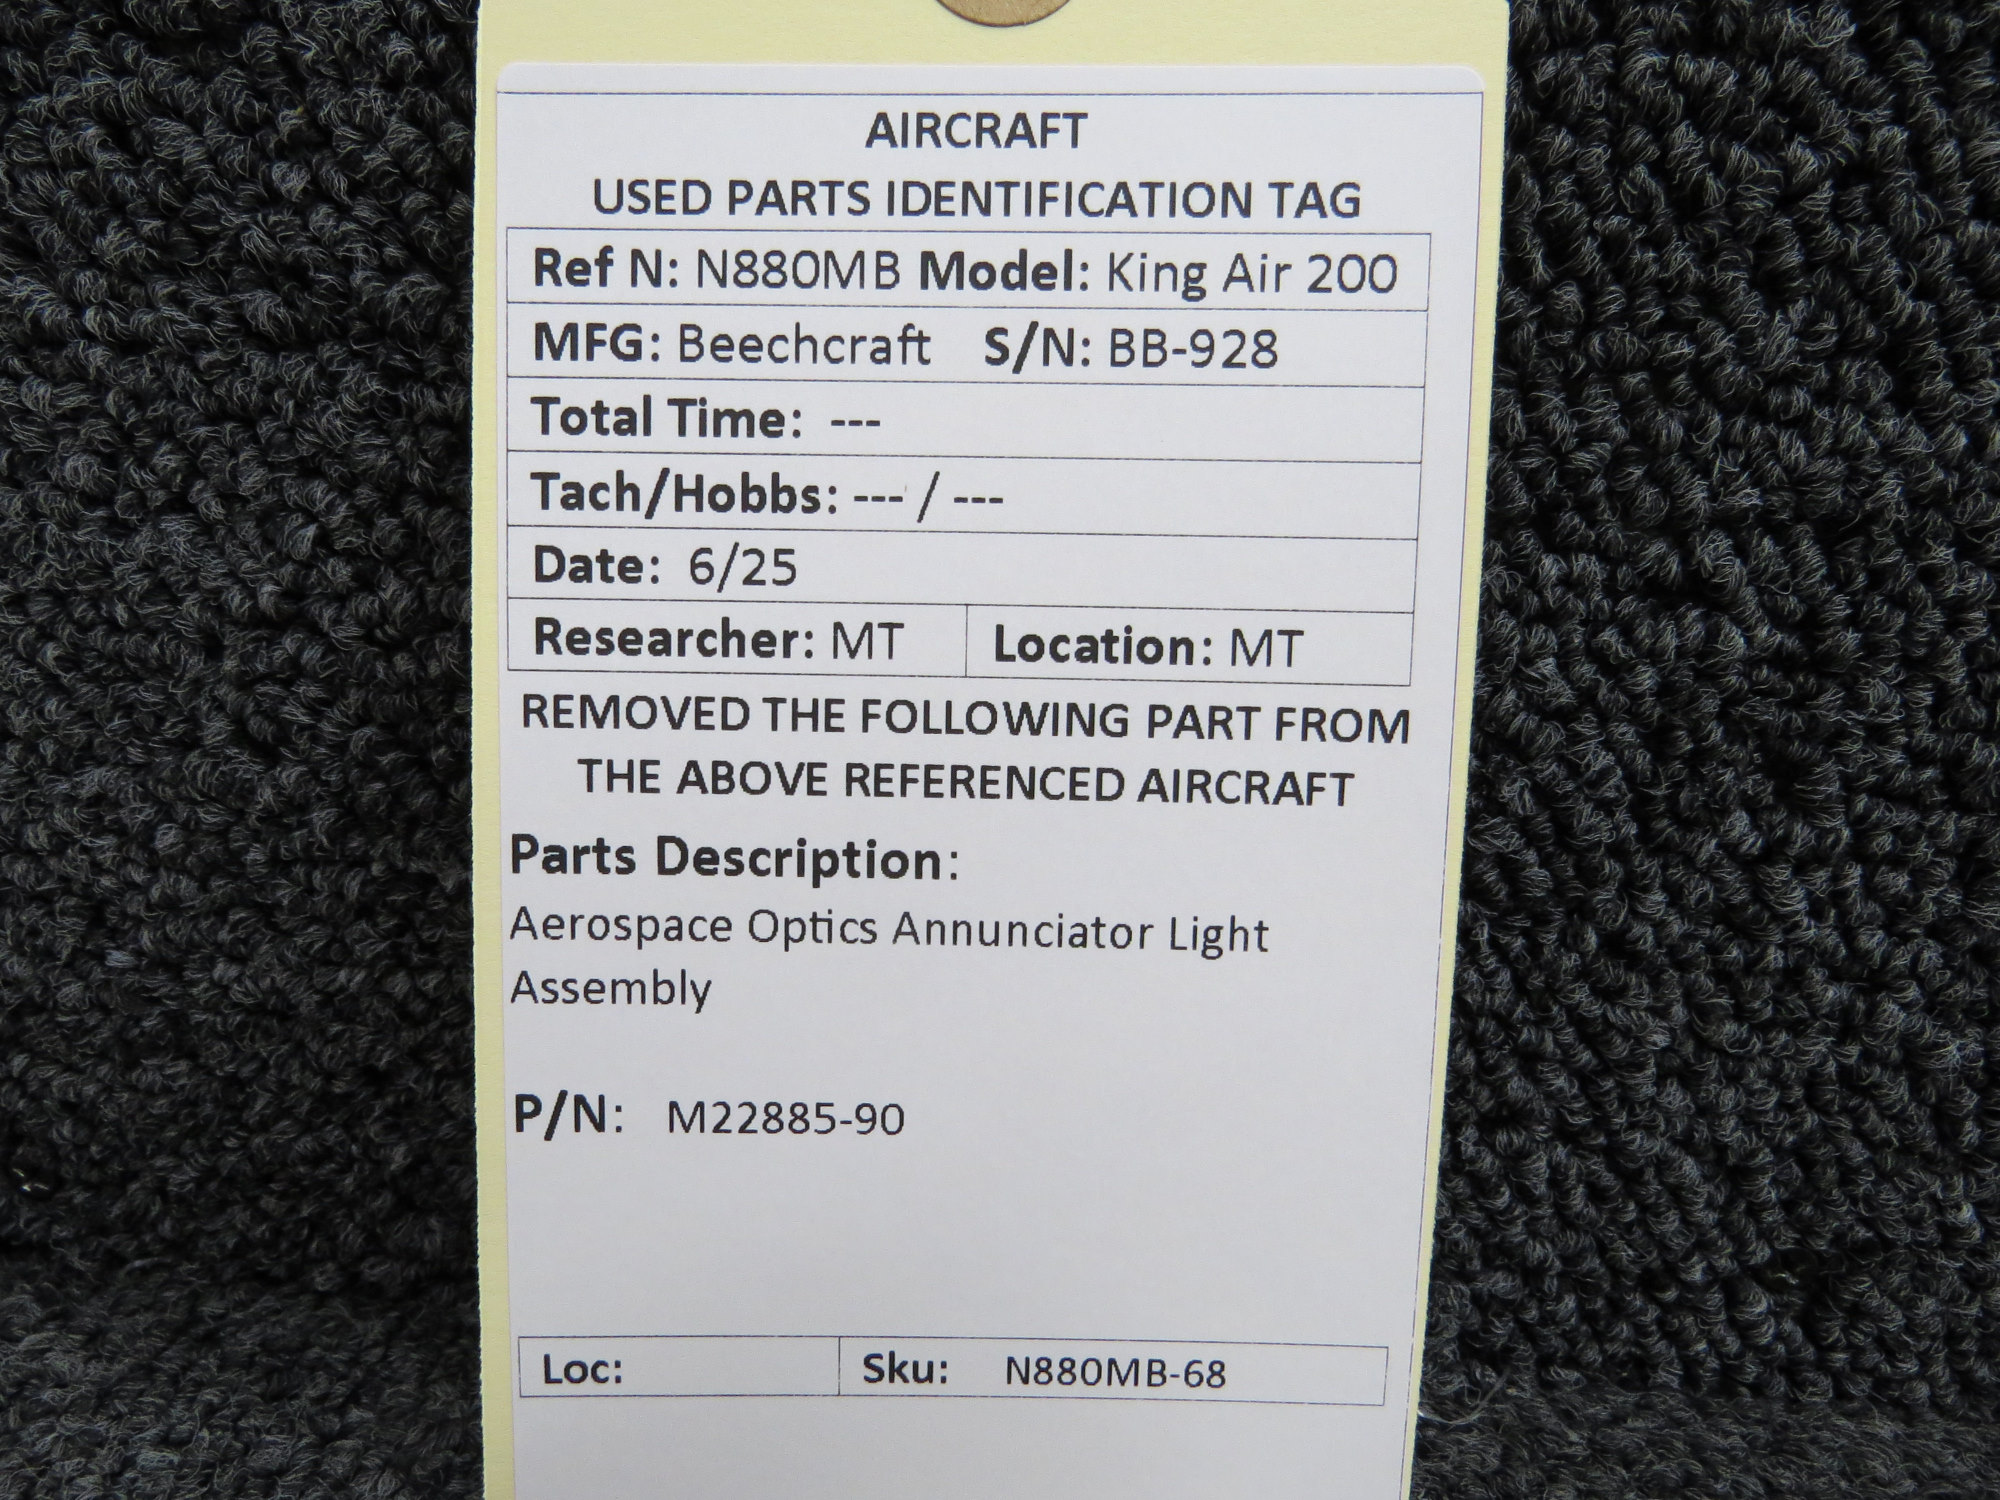 AIRCRAFT
USED PARTS IDENTIFICATION TAG
Ref N: N880MB Model: King Air 200
MFG: Beechcraft S/N: BB-928
Total Time: ---
Tach/Hobbs: --- / ---
Date: 6/25
Researcher: MT Location: MT
REMOVED THE FOLLOWING PART FROM
THE ABOVE REFERENCED AIRCRAFT
Parts Description:
Aerospace Optics Annunciator Light
Assembly
P/N: M22885-90
Loc: Sku: N880MB-68